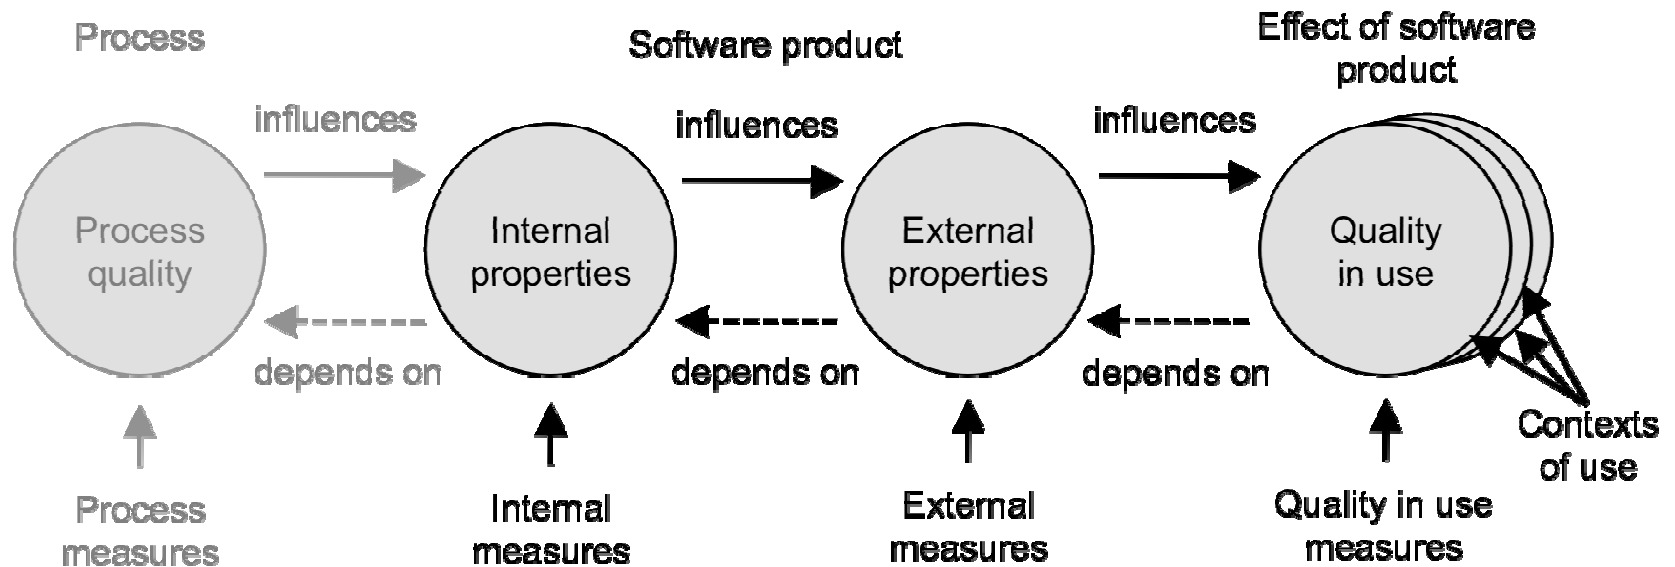 Process
Software product
Effect of software
product
influences
influences
influences
Process
quality
Internal
properties
External
properties
Quality
in use
depends on
depends on
depends on
Contexts
of use
Process
measures
Internal
measures
External
measures
Quality in use
measures